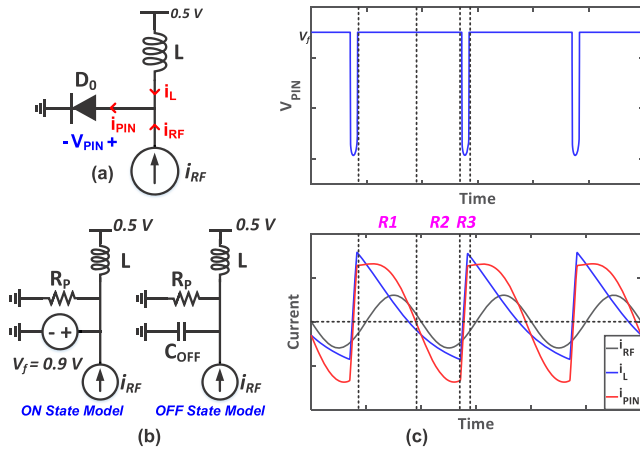 0.5 V
(a)
L
D0
iL
iPIN
iRF
- VPIN +
iRF
Vf
VPIN
Time
0.5 V
0.5 V
L
L
RP
RP
- +
Vf = 0.9 V
COFF
iRF
iRF
ON State Model
OFF State Model
(b)
R1 R2 R3
Current
iRF
iL
iPIN
(c)
Time